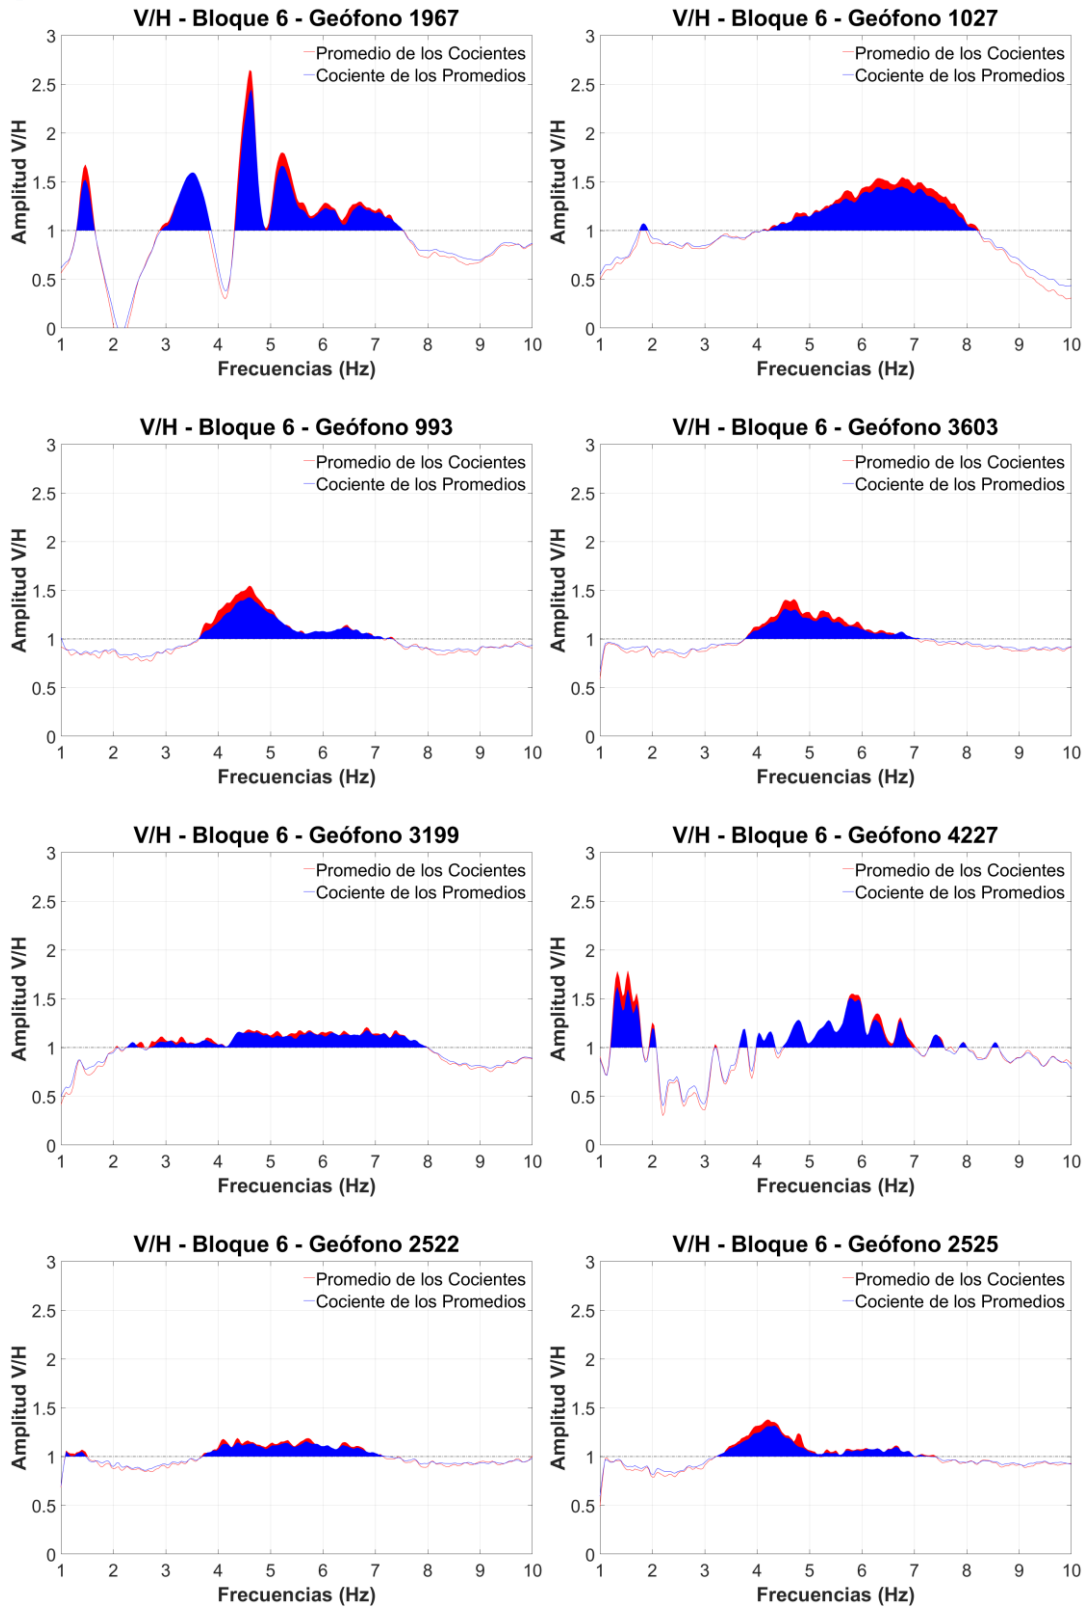 V/H - Bloque 6 - Geófono 1967
Promedio de los Cocientes
Cociente de los Promedios
Amplitud V/H
3
2.5
2
1.5
1
0.5
0
1 2 3 4 5 6 7 8 9 10
Frecuencias (Hz)
V/H - Bloque 6 - Geófono 1027
Promedio de los Cocientes
Cociente de los Promedios
Amplitud V/H
3
2.5
2
1.5
1
0.5
0
1 2 3 4 5 6 7 8 9 10
Frecuencias (Hz)
V/H - Bloque 6 - Geófono 993
Promedio de los Cocientes
Cociente de los Promedios
Amplitud V/H
3
2.5
2
1.5
1
0.5
0
1 2 3 4 5 6 7 8 9 10
Frecuencias (Hz)
V/H - Bloque 6 - Geófono 3603
Promedio de los Cocientes
Cociente de los Promedios
Amplitud V/H
3
2.5
2
1.5
1
0.5
0
1 2 3 4 5 6 7 8 9 10
Frecuencias (Hz)
V/H - Bloque 6 - Geófono 3199
Promedio de los Cocientes
Cociente de los Promedios
Amplitud V/H
3
2.5
2
1.5
1
0.5
0
1 2 3 4 5 6 7 8 9 10
Frecuencias (Hz)
V/H - Bloque 6 - Geófono 4227
Promedio de los Cocientes
Cociente de los Promedios
Amplitud V/H
3
2.5
2
1.5
1
0.5
0
1 2 3 4 5 6 7 8 9 10
Frecuencias (Hz)
V/H - Bloque 6 - Geófono 2522
Promedio de los Cocientes
Cociente de los Promedios
Amplitud V/H
3
2.5
2
1.5
1
0.5
0
1 2 3 4 5 6 7 8 9 10
Frecuencias (Hz)
V/H - Bloque 6 - Geófono 2525
Promedio de los Cocientes
Cociente de los Promedios
Amplitud V/H
3
2.5
2
1.5
1
0.5
0
1 2 3 4 5 6 7 8 9 10
Frecuencias (Hz)